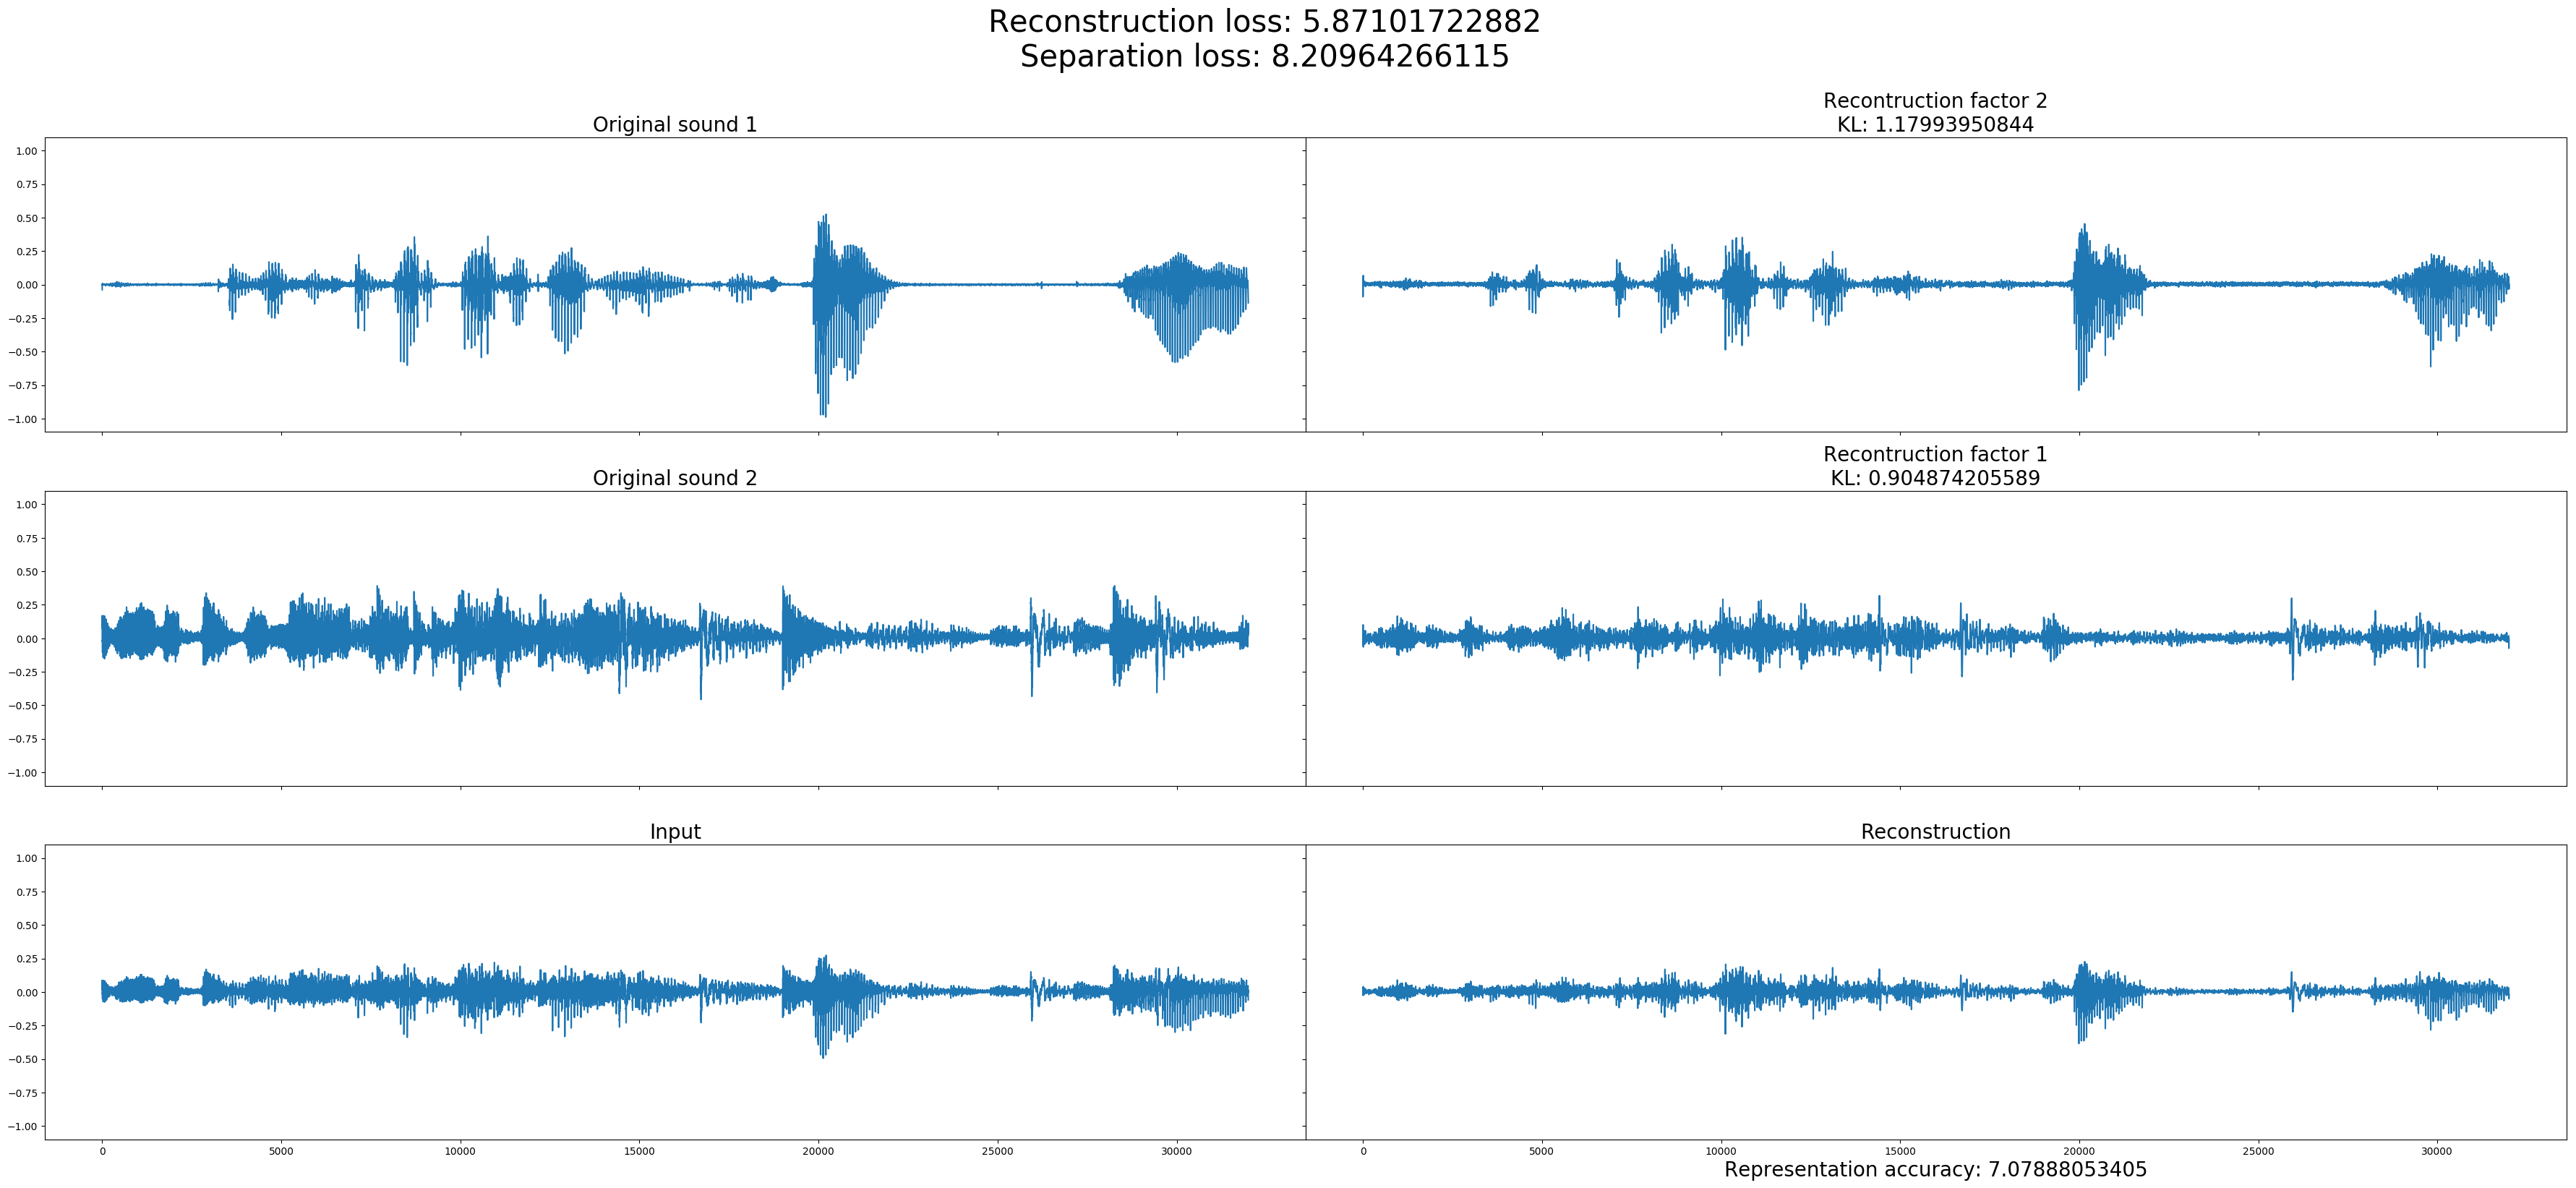 Reconstruction loss: 5.87101722882
Separation loss: 8.20964266115
Original sound 1
Recontruction factor 2
KL: 1.17993950844
1.00
0.75
0.50
0.25
0.00
−0.25
−0.50
−0.75
−1.00
Original sound 2
Recontruction factor 1
KL: 0.904874205589
1.00
0.75
0.50
0.25
0.00
−0.25
−0.50
−0.75
−1.00
Input
Reconstruction
1.00
0.75
0.50
0.25
0.00
−0.25
−0.50
−0.75
−1.00
0 5000 10000 15000 20000 25000 30000
0 5000 10000 15000 20000 25000 30000
Representation accuracy: 7.07888053405